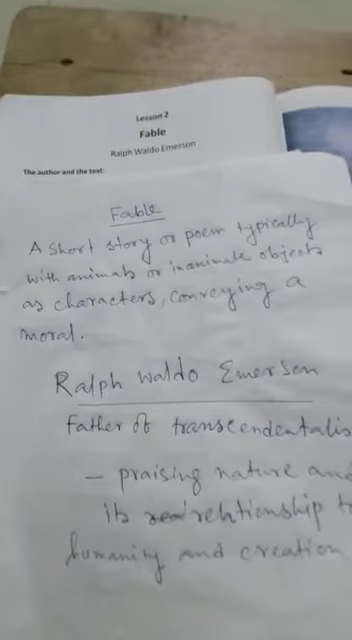 Lesson 2
Fable
Ralph Waldo Emerson
The author and the text:
Fable
A short story or poem typically
with animals or inanimate objects
as characters, conveying a
moral.
Ralph Waldo Emerson
Father of transcendentalis
– praising nature and
its relationship to
humanity and creation